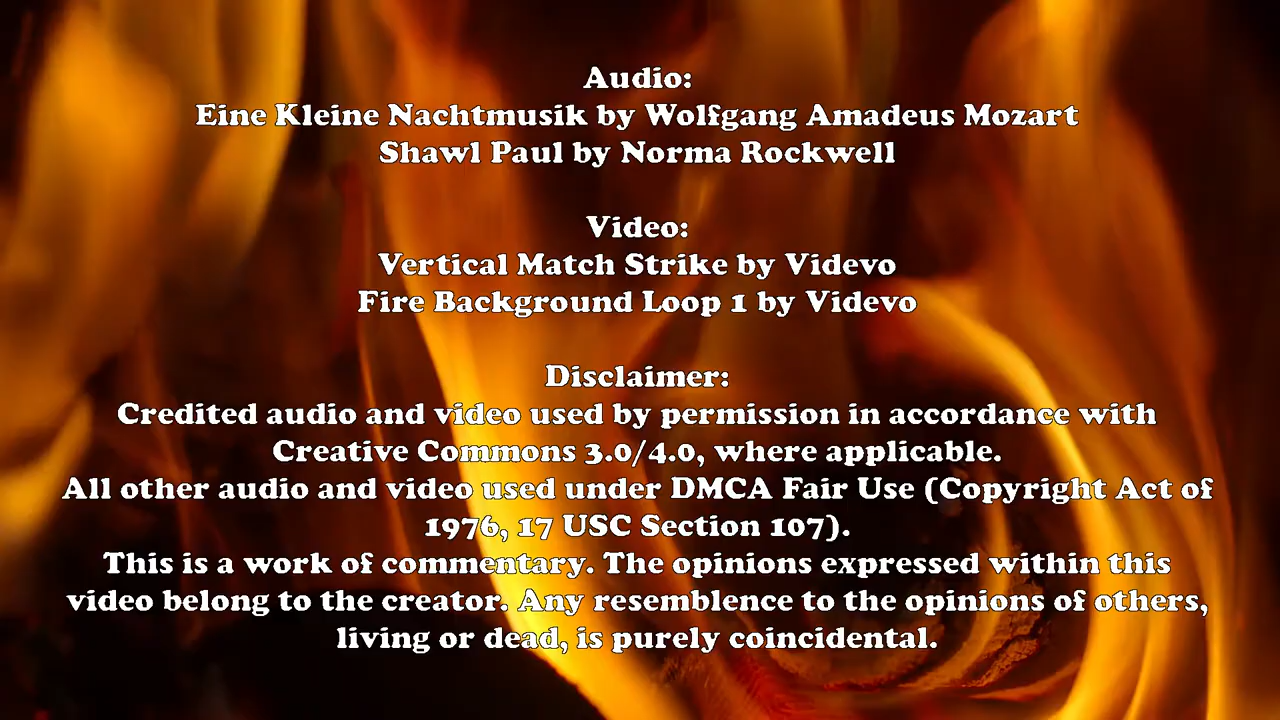 Audio:
Eine Kleine Nachtmusik by Wolfgang Amadeus Mozart
Shawl Paul by Norma Rockwell
Video:
Vertical Match Strike by Videvo
Fire Background Loop 1 by Videvo
Disclaimer:
Credited audio and video used by permission in accordance with
Creative Commons 3.0/4.0, where applicable.
All other audio and video used under DMCA Fair Use (Copyright Act of
1976, 17 USC Section 107).
This is a work of commentary. The opinions expressed within this
video belong to the creator. Any resemblence to the opinions of others,
living or dead, is purely coincidental.